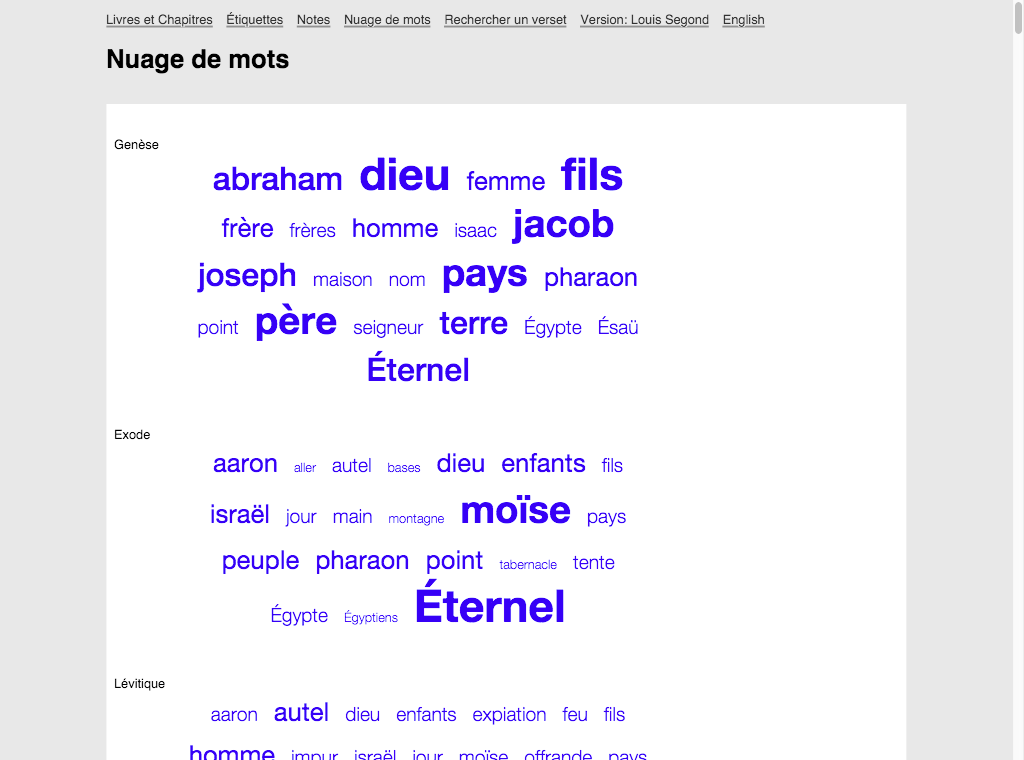 Livres et Chapitres Étiquettes Notes Nuage de mots Rechercher un verset Version: Louis Segond English
Nuage de mots
Genèse
abraham dieu femme fils
frère frères homme isaac jacob
joseph maison nom pays pharaon
point père seigneur terre Égypte Ésaü
Éternel
Exode
aaron aller autel bases dieu enfants fils
israël jour main montagne moïse pays
peuple pharaon point tabernacle tente
Égypte Égyptiens Éternel
Lévitique
aaron autel dieu enfants expiation feu fils
homme impur israël jour moïse offrande pays